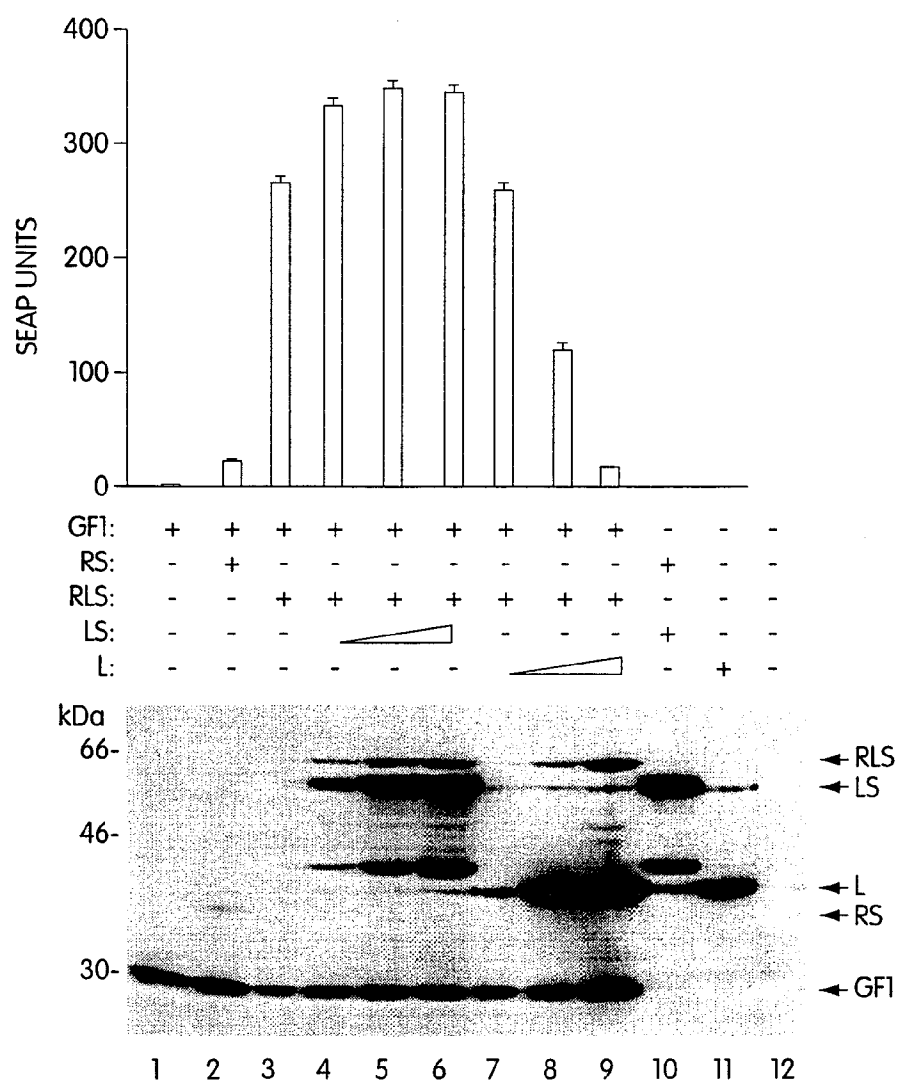 400
300
200
100
0
SEAP UNITS
GF1: + + + + + + + + + - - -
RS: - + - - - - - - - + - -
RLS: - - + + + + + + + - - -
LS: - - - - - - + - -
L: - - - - - - - + -
kDa
66-
46-
30-
RLS
LS
L
RS
GF1
1 2 3 4 5 6 7 8 9 10 11 12